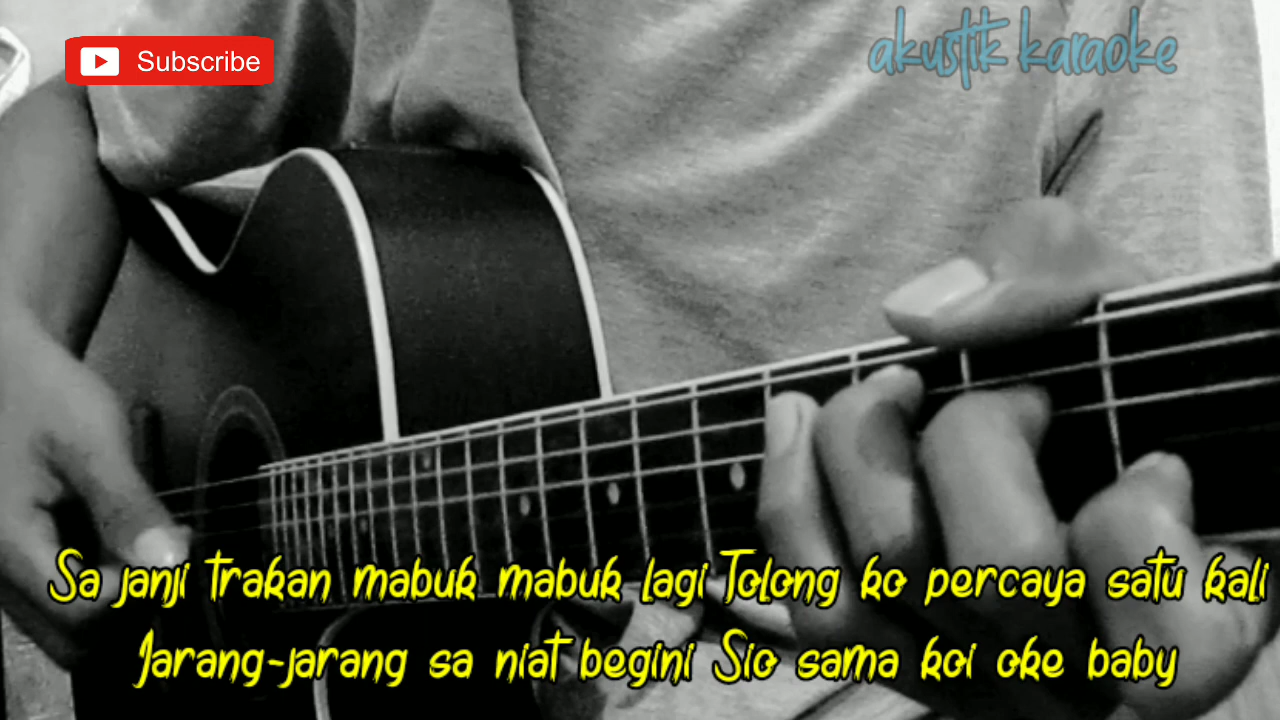 Subscribe
akustik karaoke
Sa janji trakan mabuk mabuk lagi Tolong ko percaya satu kali
Jarang-jarang sa niat begini Sio sama koi oke baby